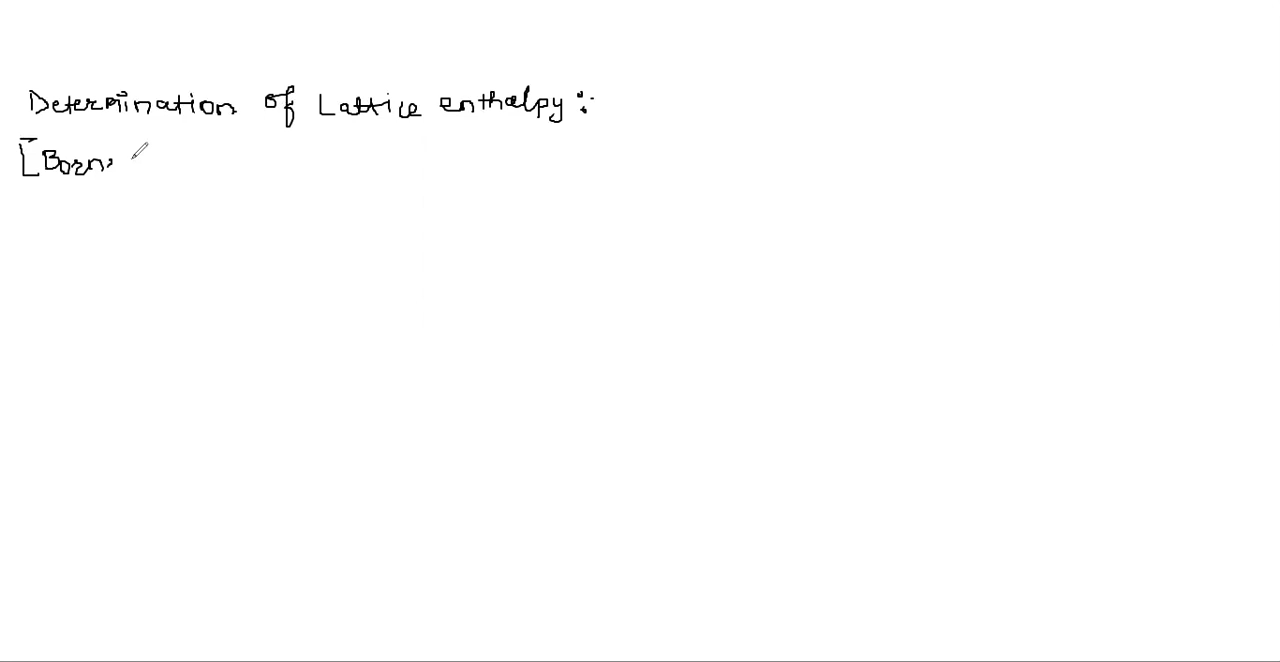 Determination of Lattice enthalpy :-
[Born,